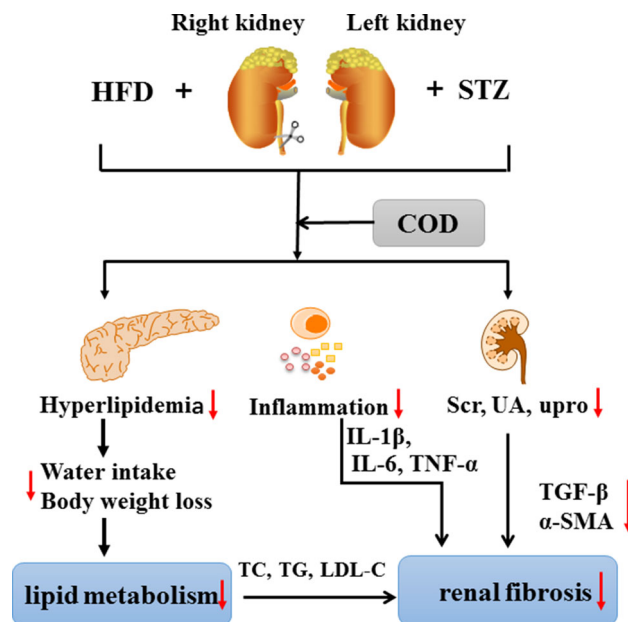 Right kidney
Left kidney
HFD +
+ STZ
COD
Hyperlipidemia
Inflammation
Scr, UA, upro
IL-1β,
IL-6, TNF-α
Water intake
Body weight loss
TGF-β
α-SMA
lipid metabolism
TC, TG, LDL-C
renal fibrosis